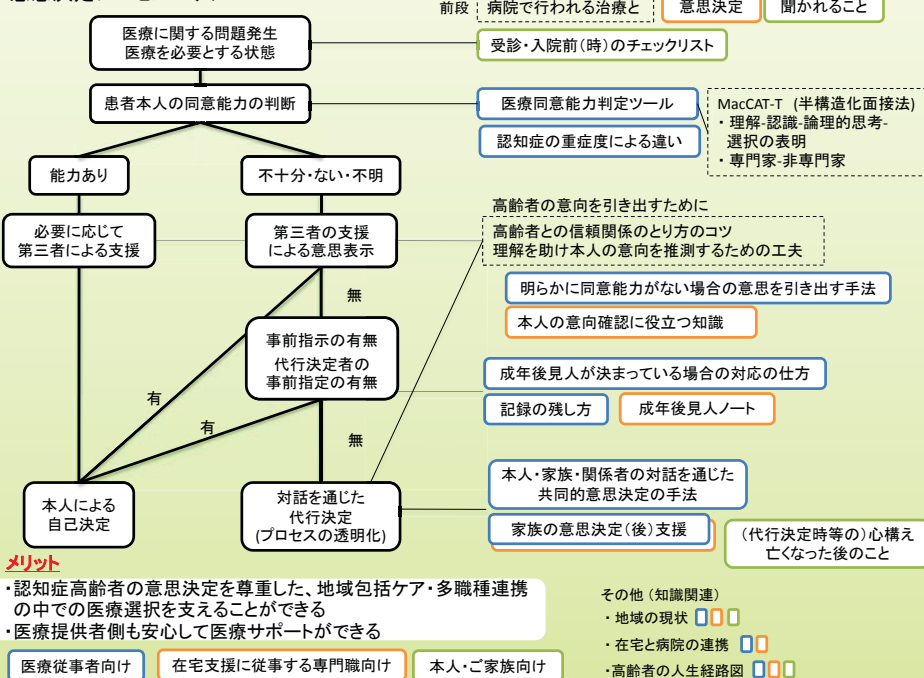 前段
病院で行われる治療と
意思決定
聞かれること
医療に関する問題発生
医療を必要とする状態
受診・入院前(時)のチェックリスト
患者本人の同意能力の判断
医療同意能力判定ツール
認知症の重症度による違い
MacCAT-T (半構造化面接法)
・理解-認識-論理的思考-
選択の表明
・専門家-非専門家
能力あり
不十分・ない・不明
必要に応じて
第三者による支援
第三者の支援
による意思表示
高齢者の意向を引き出すために
高齢者との信頼関係のとり方のコツ
理解を助け本人の意向を推測するための工夫
無
明らかに同意能力がない場合の意思を引き出す手法
本人の意向確認に役立つ知識
事前指示の有無
代行決定者の
事前指定の有無
成年後見人が決まっている場合の対応の仕方
記録の残し方
成年後見人ノート
有
有
無
本人による
自己決定
対話を通じた
代行決定
(プロセスの透明化)
本人・家族・関係者の対話を通じた
共同的意思決定の手法
家族の意思決定(後)支援
(代行決定時等の)心構え
亡くなった後のこと
メリット
・認知症高齢者の意思決定を尊重した、地域包括ケア・多職種連携
の中での医療選択を支えることができる
・医療提供者側も安心して医療サポートができる
その他(知識関連)
・地域の現状
・在宅と病院の連携
・高齢者の人生経路図
医療従事者向け
在宅支援に従事する専門職向け
本人・ご家族向け